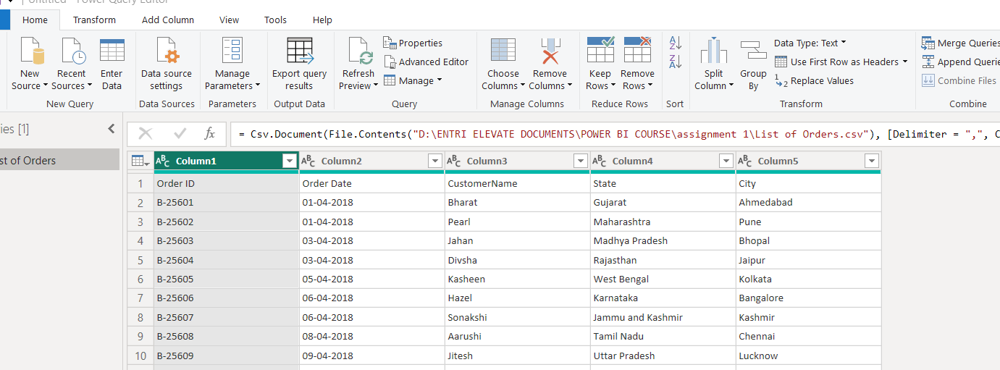 Untitled - Power Query Editor
Home Transform Add Column View Tools Help
New Source
Recent Sources
Enter Data
New Query
Data source settings
Data Sources
Manage Parameters
Parameters
Export query results
Output Data
Refresh Preview
Properties
Advanced Editor
Manage
Query
Choose Columns
Remove Columns
Manage Columns
Keep Rows
Remove Rows
Reduce Rows
A Z
Z A
Sort
Split Column
Group By
Data Type: Text
Use First Row as Headers
1 2 Replace Values
Transform
Merge Queries
Append Querie
Combine Files
Combine
ies [1]
st of Orders
fx = Csv.Document(File.Contents("D:\ENTRI ELEVATE DOCUMENTS\POWER BI COURSE\assignment 1\List of Orders.csv"), [Delimiter = ",", C
ABC Column1 ABC Column2 ABC Column3 ABC Column4 ABC Column5
1 Order ID Order Date CustomerName State City
2 B-25601 01-04-2018 Bharat Gujarat Ahmedabad
3 B-25602 01-04-2018 Pearl Maharashtra Pune
4 B-25603 03-04-2018 Jahan Madhya Pradesh Bhopal
5 B-25604 03-04-2018 Divsha Rajasthan Jaipur
6 B-25605 05-04-2018 Kasheen West Bengal Kolkata
7 B-25606 06-04-2018 Hazel Karnataka Bangalore
8 B-25607 06-04-2018 Sonakshi Jammu and Kashmir Kashmir
9 B-25608 08-04-2018 Aarushi Tamil Nadu Chennai
10 B-25609 09-04-2018 Jitesh Uttar Pradesh Lucknow